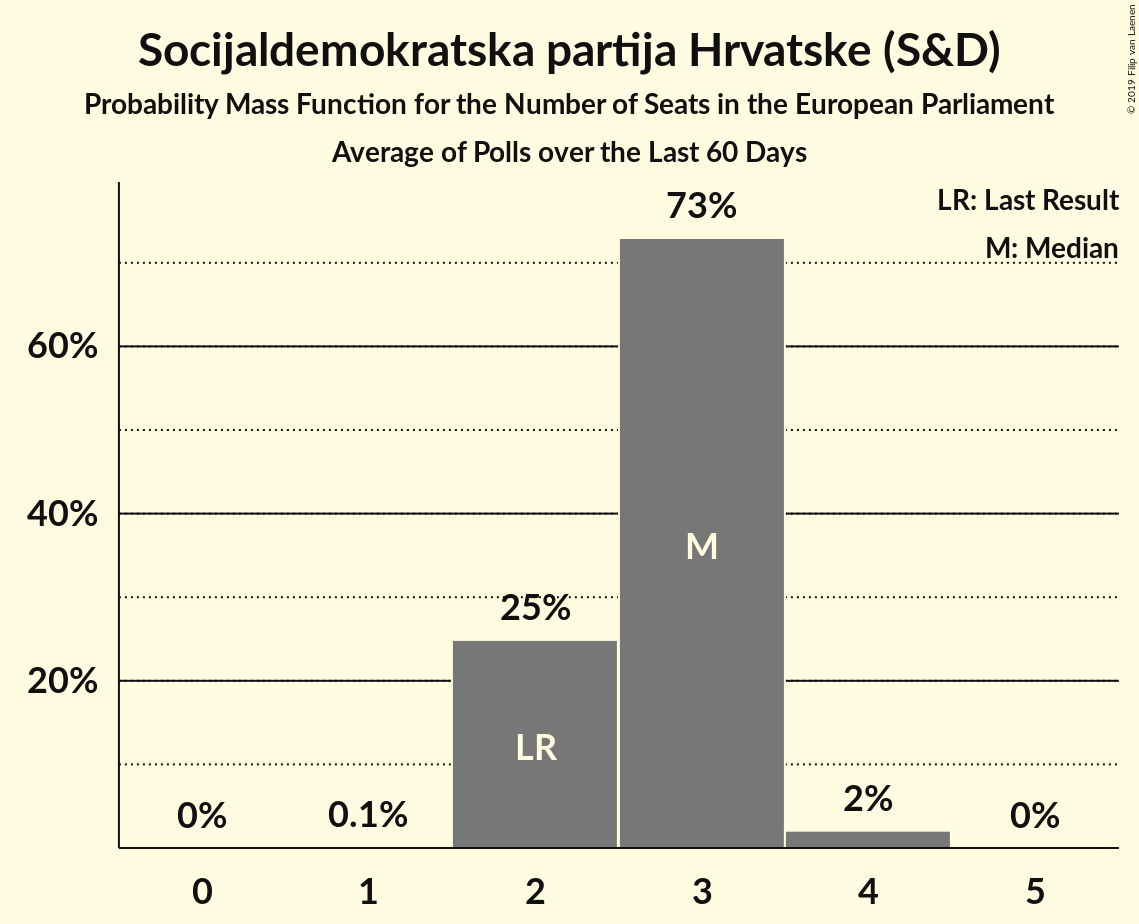 Socijaldemokratska partija Hrvatske (S&D)
Probability Mass Function for the Number of Seats in the European Parliament
Average of Polls over the Last 60 Days
© 2019 Filip van Laenen
LR: Last Result
M: Median
73%
60%
40%
20%
M
25%
LR
0%
0.1%
2%
0%
0 1 2 3 4 5